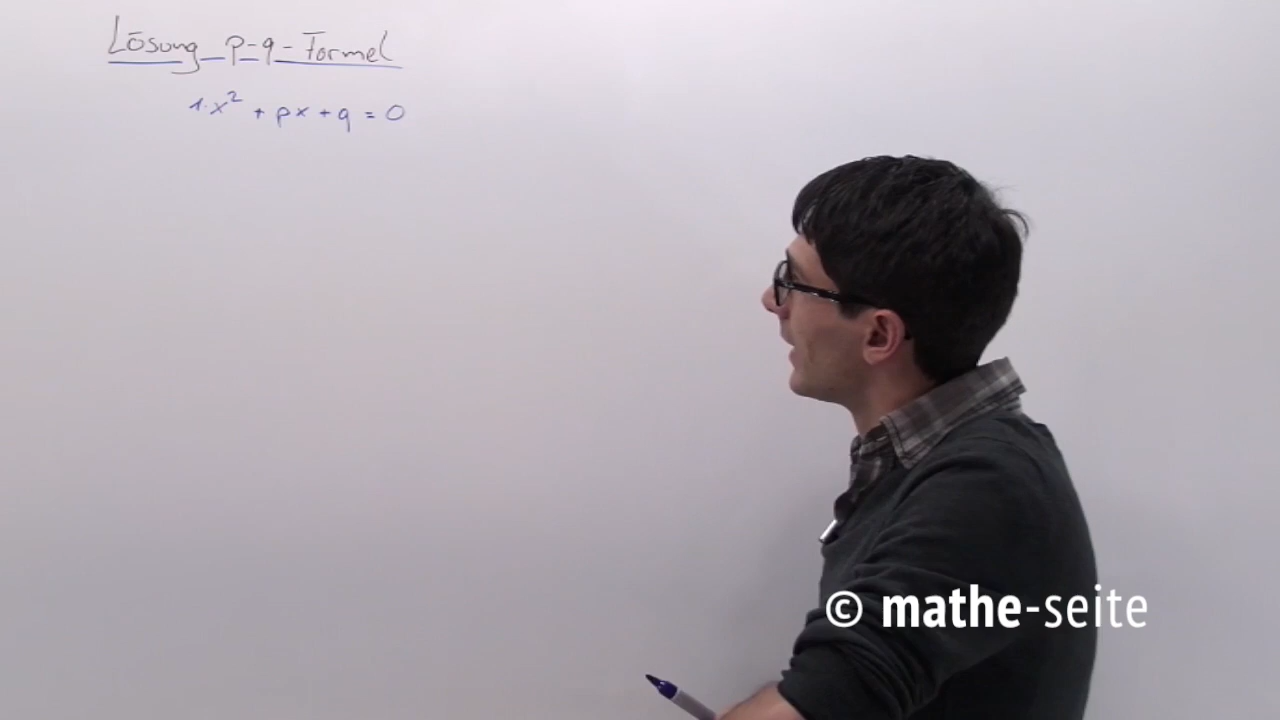 Lösung p-q-Formel
1·x² + px + q = 0
© mathe-seite